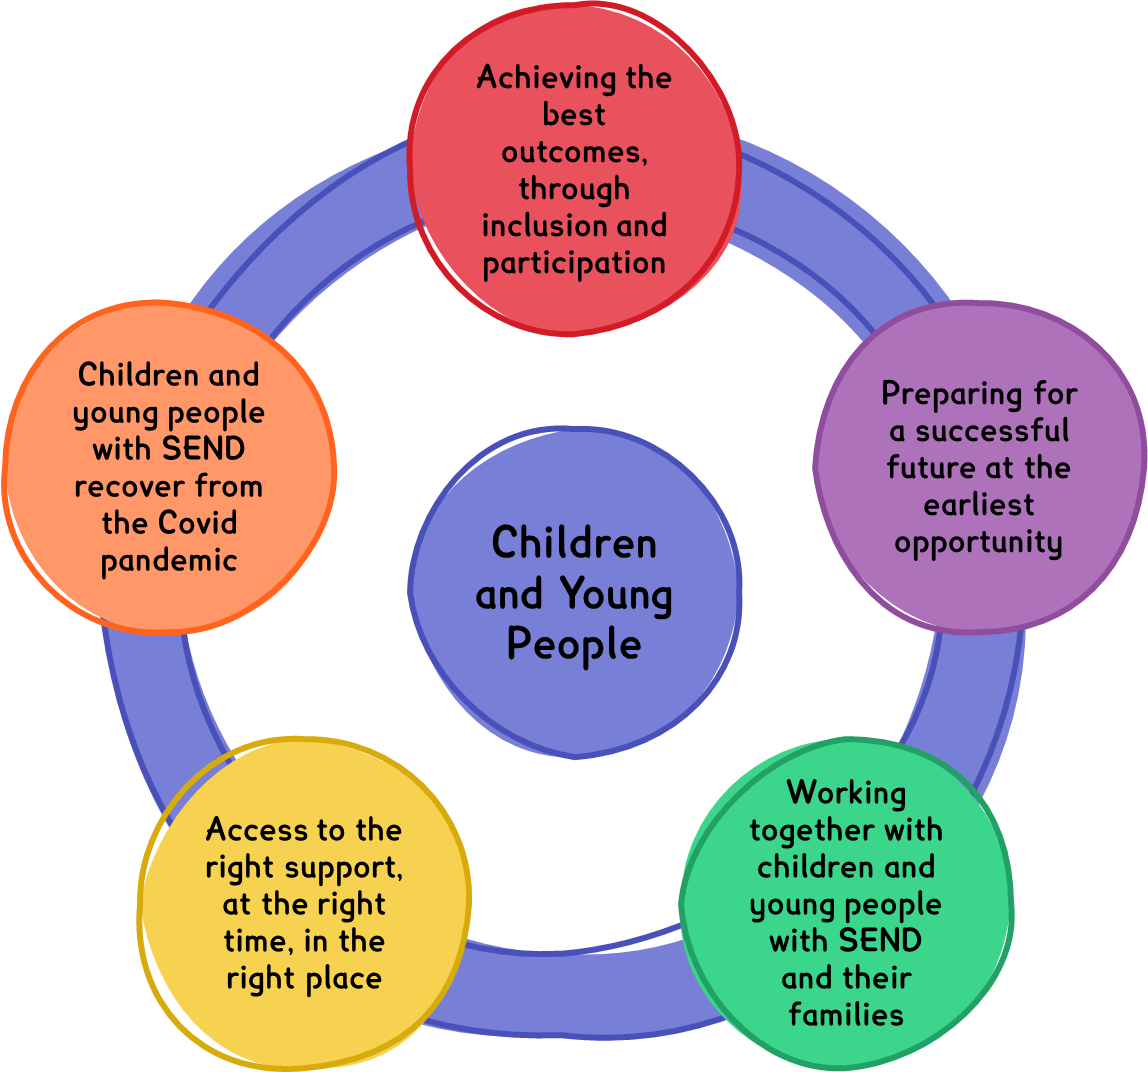 Achieving the
best
outcomes,
through
inclusion and
participation
Preparing for
a successful
future at the
earliest
opportunity
Working
together with
children and
young people
with SEND
and their
families
Access to the
right support,
at the right
time, in the
right place
Children and
young people
with SEND
recover from
the Covid
pandemic
Children
and Young
People